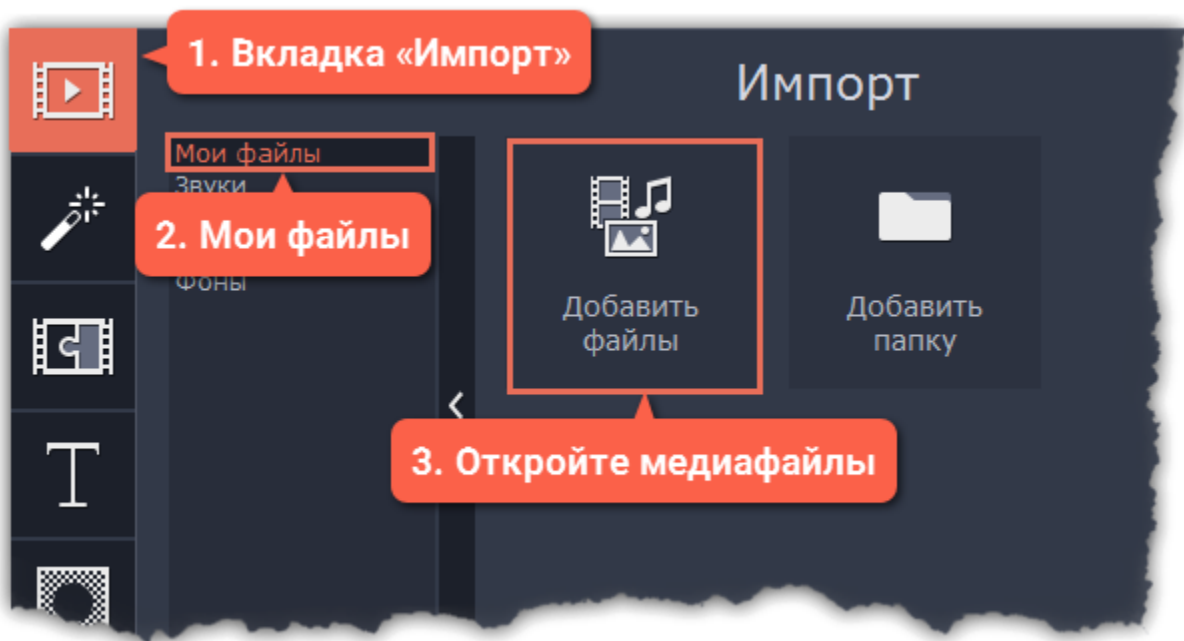 1. Вкладка «Импорт»
Импорт
Мои файлы
Звуки
2. Мои файлы
Фоны
Добавить
файлы
Добавить
папку
3. Откройте медиафайлы